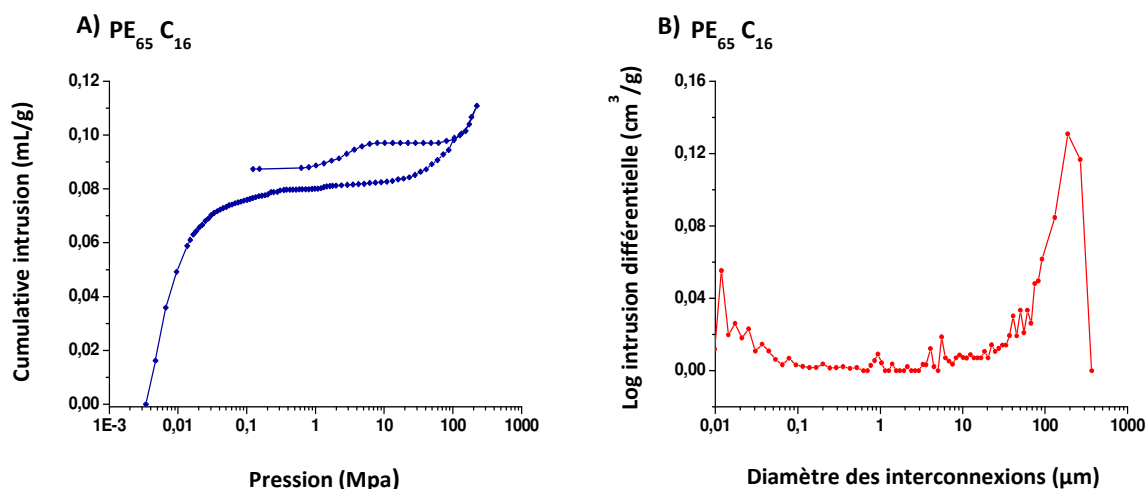 A) PE65 C16
Cumulative intrusion (mL/g)
0,12
0,10
0,08
0,06
0,04
0,02
0,00
1E-3 0,01 0,1 1 10 100 1000
Pression (Mpa)
B) PE65 C16
Log intrusion différentielle (cm3/g)
0,16
0,12
0,08
0,04
0,00
0,01 0,1 1 10 100 1000
Diamètre des interconnexions (µm)